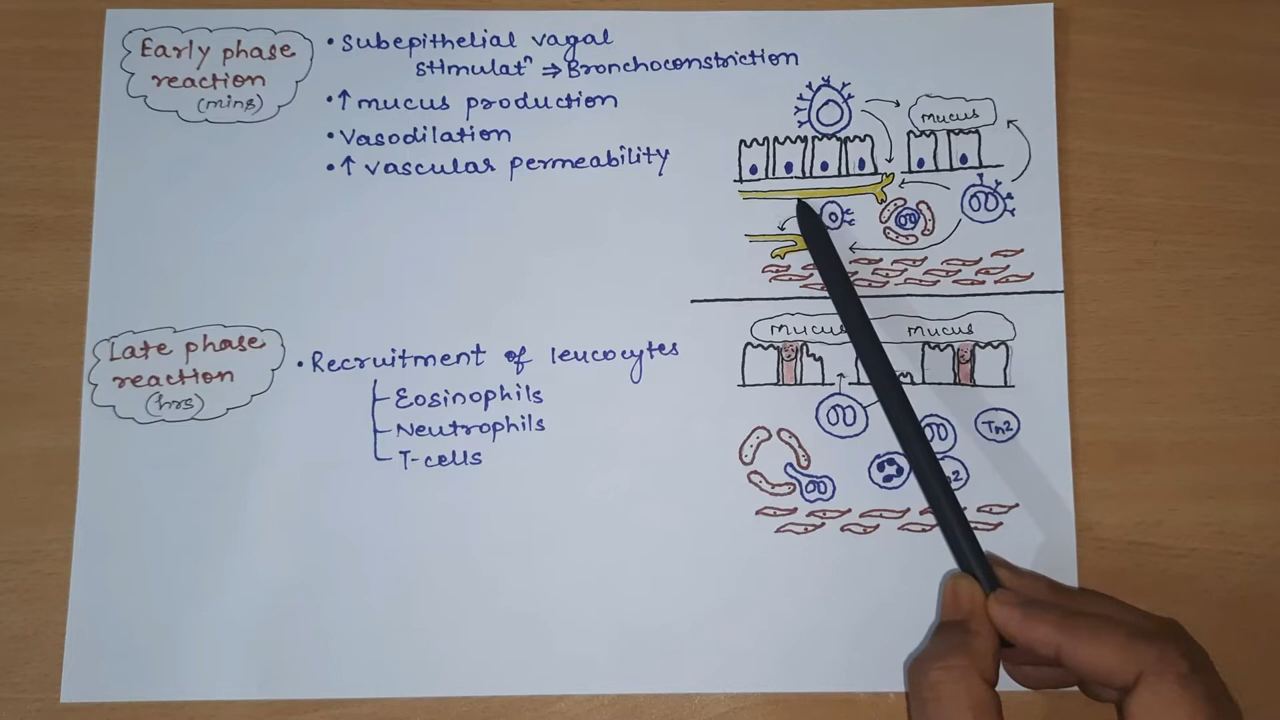 Early phase
reaction
(mins)
• Subepithelial vagal
stimulatⁿ ⇒ Bronchoconstriction
• ↑ mucus production
• Vasodilation
• ↑ vascular permeability
mucus
Late phase
reaction
(hrs)
• Recruitment of leucocytes
Eosinophils
Neutrophils
T-cells
mucus mucus
TH2